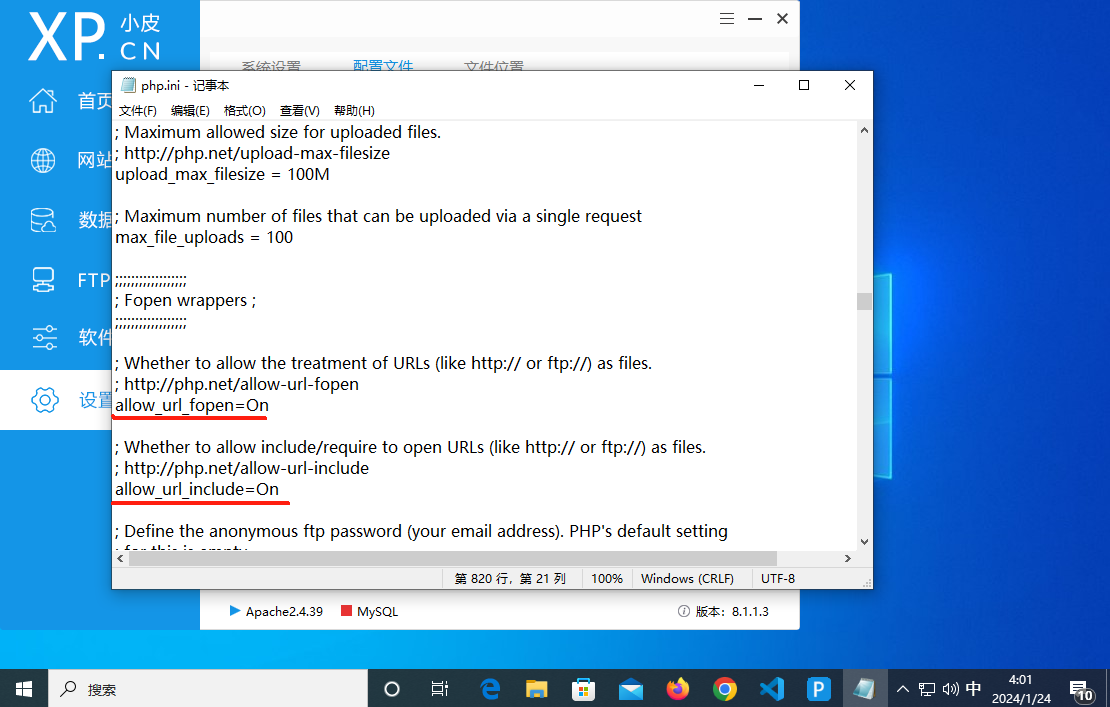 XP.CN 小皮
系统设置 配置文件 文件位置
首页
网站
数据
FTP
软件
设置
php.ini - 记事本
文件(F) 编辑(E) 格式(O) 查看(V) 帮助(H)
; Maximum allowed size for uploaded files.
; http://php.net/upload-max-filesize
upload_max_filesize = 100M
; Maximum number of files that can be uploaded via a single request
max_file_uploads = 100
;;;;;;;;;;;;;;;;;;
; Fopen wrappers ;
;;;;;;;;;;;;;;;;;;
; Whether to allow the treatment of URLs (like http:// or ftp://) as files.
; http://php.net/allow-url-fopen
allow_url_fopen=On
; Whether to allow include/require to open URLs (like http:// or ftp://) as files.
; http://php.net/allow-url-include
allow_url_include=On
; Define the anonymous ftp password (your email address). PHP's default setting
; for this is empty.
第 820 行，第 21 列 100% Windows (CRLF) UTF-8
Apache2.4.39 MySQL 版本：8.1.1.3
搜索
中 4:01
2024/1/24
10